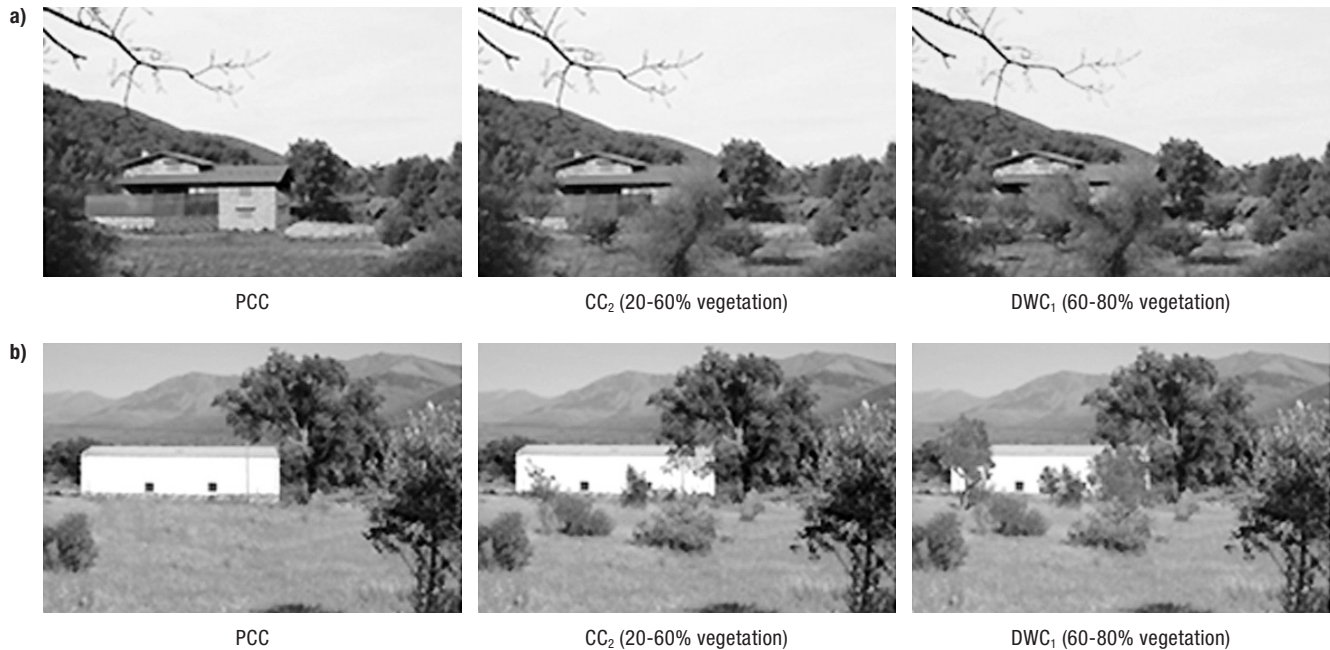 a)
PCC
CC₂ (20-60% vegetation)
DWC₁ (60-80% vegetation)
b)
PCC
CC₂ (20-60% vegetation)
DWC₁ (60-80% vegetation)